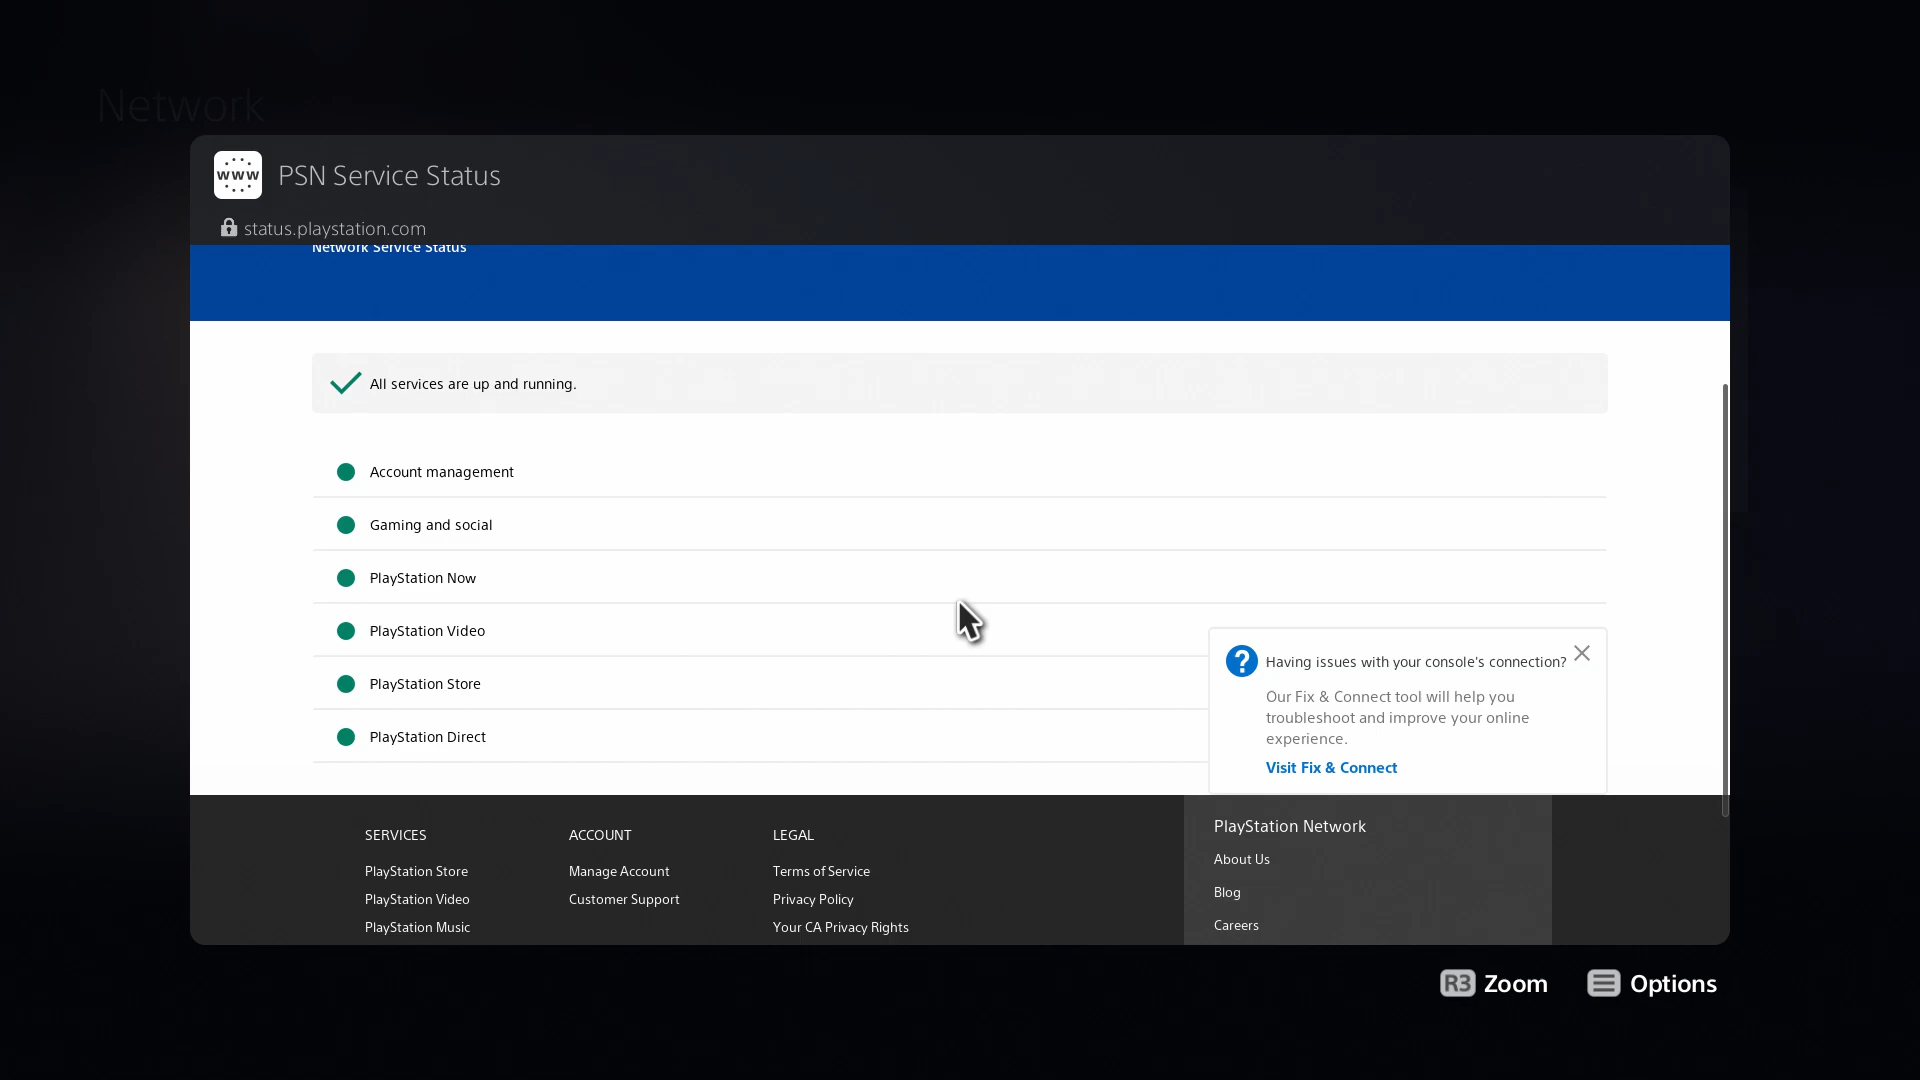 Network
www
PSN Service Status
status.playstation.com
Network Service Status
All services are up and running.
Account management
Gaming and social
PlayStation Now
PlayStation Video
PlayStation Store
PlayStation Direct
? Having issues with your console's connection?
Our Fix & Connect tool will help you
troubleshoot and improve your online
experience.
Visit Fix & Connect
SERVICES
PlayStation Store
PlayStation Video
PlayStation Music
ACCOUNT
Manage Account
Customer Support
LEGAL
Terms of Service
Privacy Policy
Your CA Privacy Rights
PlayStation Network
About Us
Blog
Careers
R3 Zoom
Options